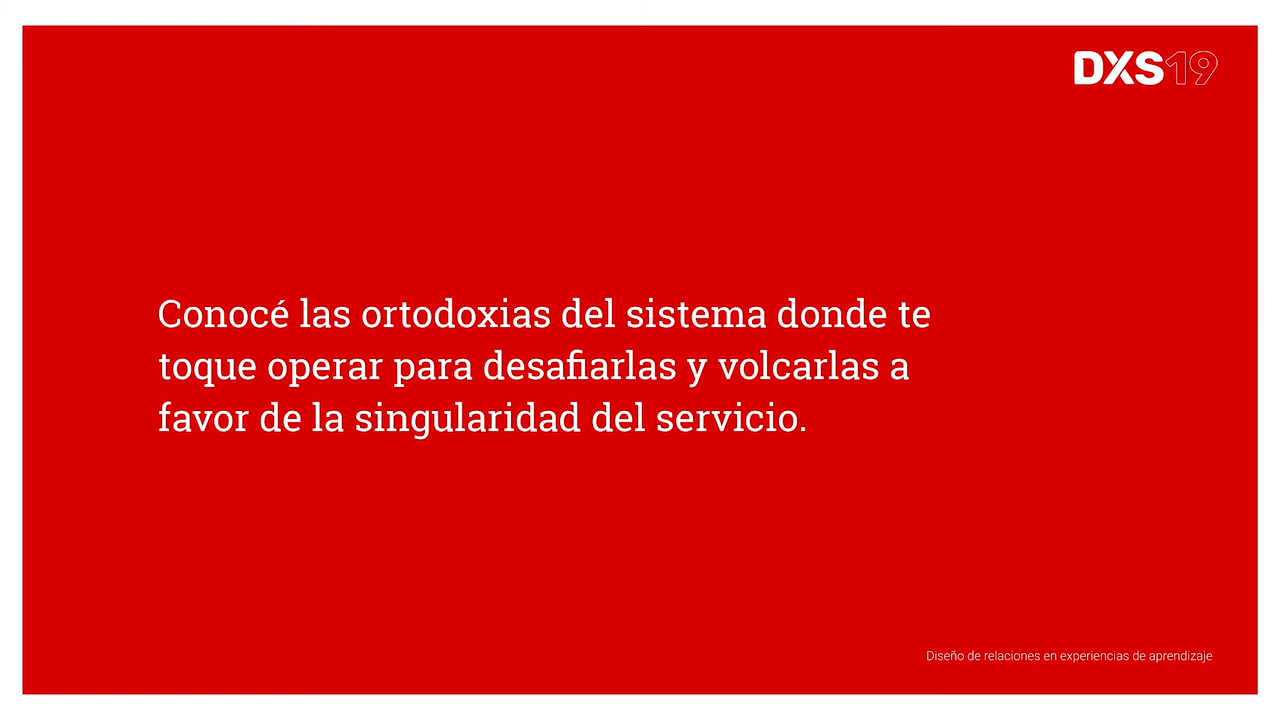 DXS19
Conocé las ortodoxias del sistema donde te
toque operar para desafiarlas y volcarlas a
favor de la singularidad del servicio.
Diseño de relaciones en experiencias de aprendizaje